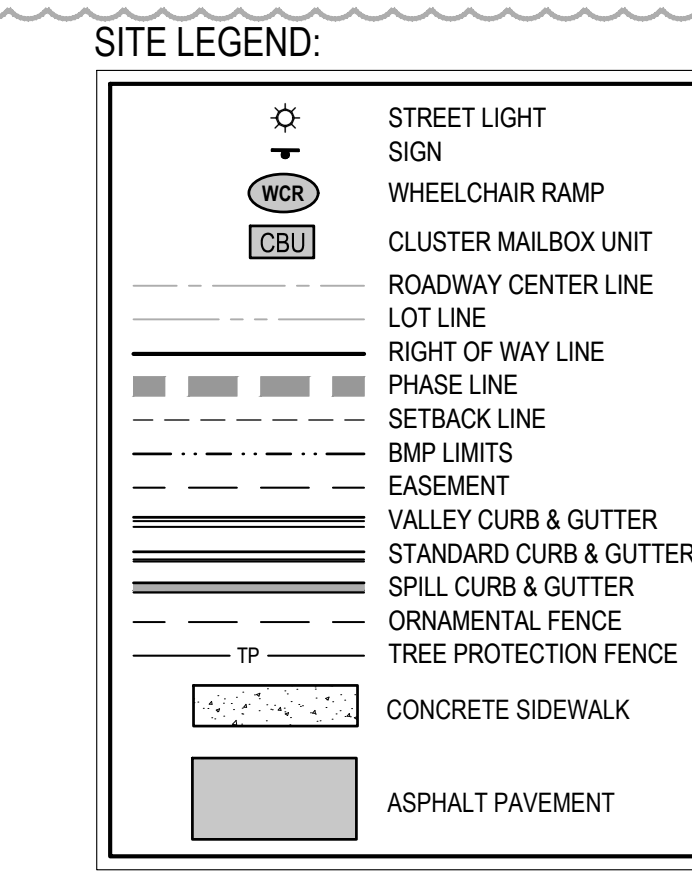 SITE LEGEND:
STREET LIGHT
SIGN
WCR WHEELCHAIR RAMP
CBU CLUSTER MAILBOX UNIT
ROADWAY CENTER LINE
LOT LINE
RIGHT OF WAY LINE
PHASE LINE
SETBACK LINE
BMP LIMITS
EASEMENT
VALLEY CURB & GUTTER
STANDARD CURB & GUTTER
SPILL CURB & GUTTER
ORNAMENTAL FENCE
TP TREE PROTECTION FENCE
CONCRETE SIDEWALK
ASPHALT PAVEMENT